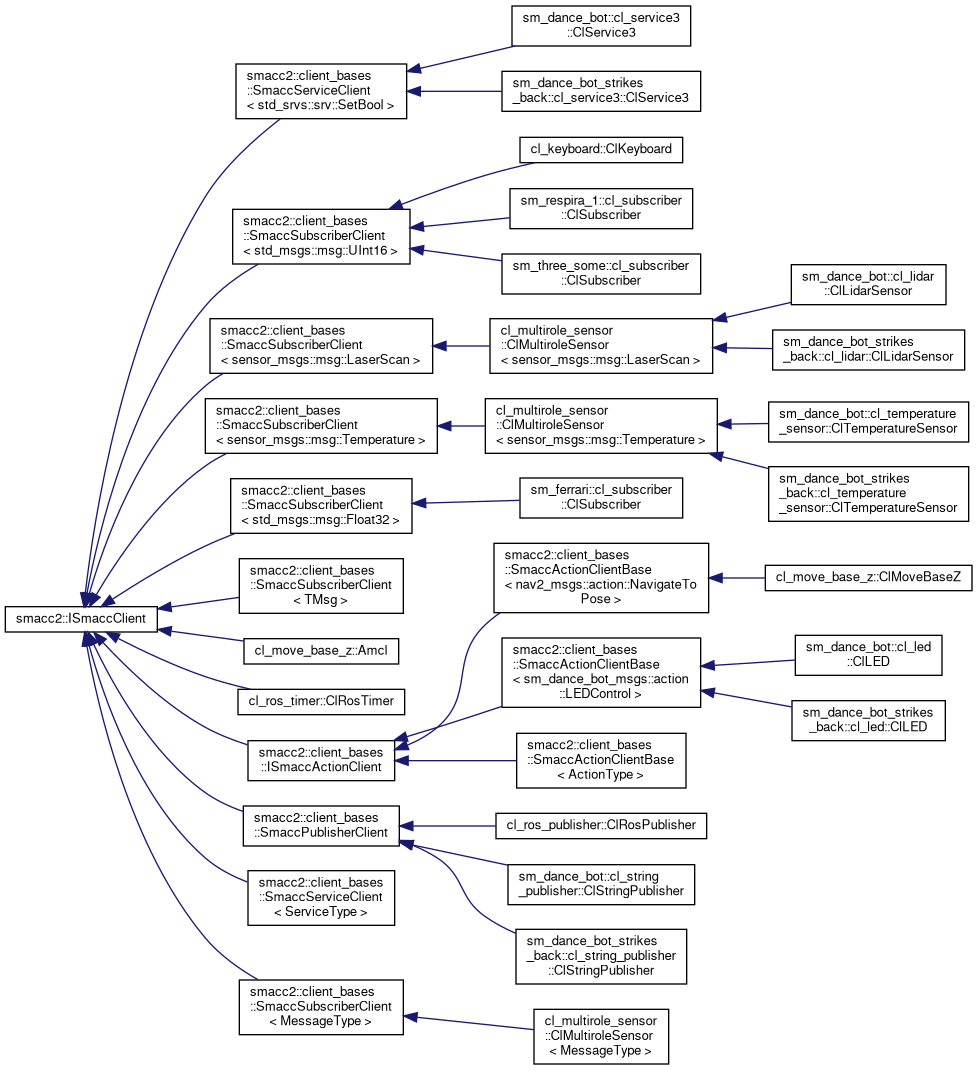 sm_dance_bot::cl_service3
::ClService3
smacc2::client_bases
::SmaccServiceClient
< std_srvs::srv::SetBool >
sm_dance_bot_strikes
_back::cl_service3::ClService3
cl_keyboard::ClKeyboard
sm_respira_1::cl_subscriber
::ClSubscriber
smacc2::client_bases
::SmaccSubscriberClient
< std_msgs::msg::UInt16 >
sm_three_some::cl_subscriber
::ClSubscriber
sm_dance_bot::cl_lidar
::ClLidarSensor
smacc2::client_bases
::SmaccSubscriberClient
< sensor_msgs::msg::LaserScan >
cl_multirole_sensor
::ClMultiroleSensor
< sensor_msgs::msg::LaserScan >
sm_dance_bot_strikes
_back::cl_lidar::ClLidarSensor
smacc2::client_bases
::SmaccSubscriberClient
< sensor_msgs::msg::Temperature >
cl_multirole_sensor
::ClMultiroleSensor
< sensor_msgs::msg::Temperature >
sm_dance_bot::cl_temperature
_sensor::ClTemperatureSensor
sm_dance_bot_strikes
_back::cl_temperature
_sensor::ClTemperatureSensor
smacc2::client_bases
::SmaccSubscriberClient
< std_msgs::msg::Float32 >
sm_ferrari::cl_subscriber
::ClSubscriber
smacc2::client_bases
::SmaccActionClientBase
< nav2_msgs::action::NavigateTo
Pose >
cl_move_base_z::ClMoveBaseZ
smacc2::client_bases
::SmaccSubscriberClient
< TMsg >
smacc2::ISmaccClient
cl_move_base_z::Amcl
smacc2::client_bases
::SmaccActionClientBase
< sm_dance_bot_msgs::action
::LEDControl >
sm_dance_bot::cl_led
::ClLED
cl_ros_timer::ClRosTimer
sm_dance_bot_strikes
_back::cl_led::ClLED
smacc2::client_bases
::ISmaccActionClient
smacc2::client_bases
::SmaccActionClientBase
< ActionType >
smacc2::client_bases
::SmaccPublisherClient
cl_ros_publisher::ClRosPublisher
sm_dance_bot::cl_string
_publisher::ClStringPublisher
smacc2::client_bases
::SmaccServiceClient
< ServiceType >
sm_dance_bot_strikes
_back::cl_string_publisher
::ClStringPublisher
smacc2::client_bases
::SmaccSubscriberClient
< MessageType >
cl_multirole_sensor
::ClMultiroleSensor
< MessageType >